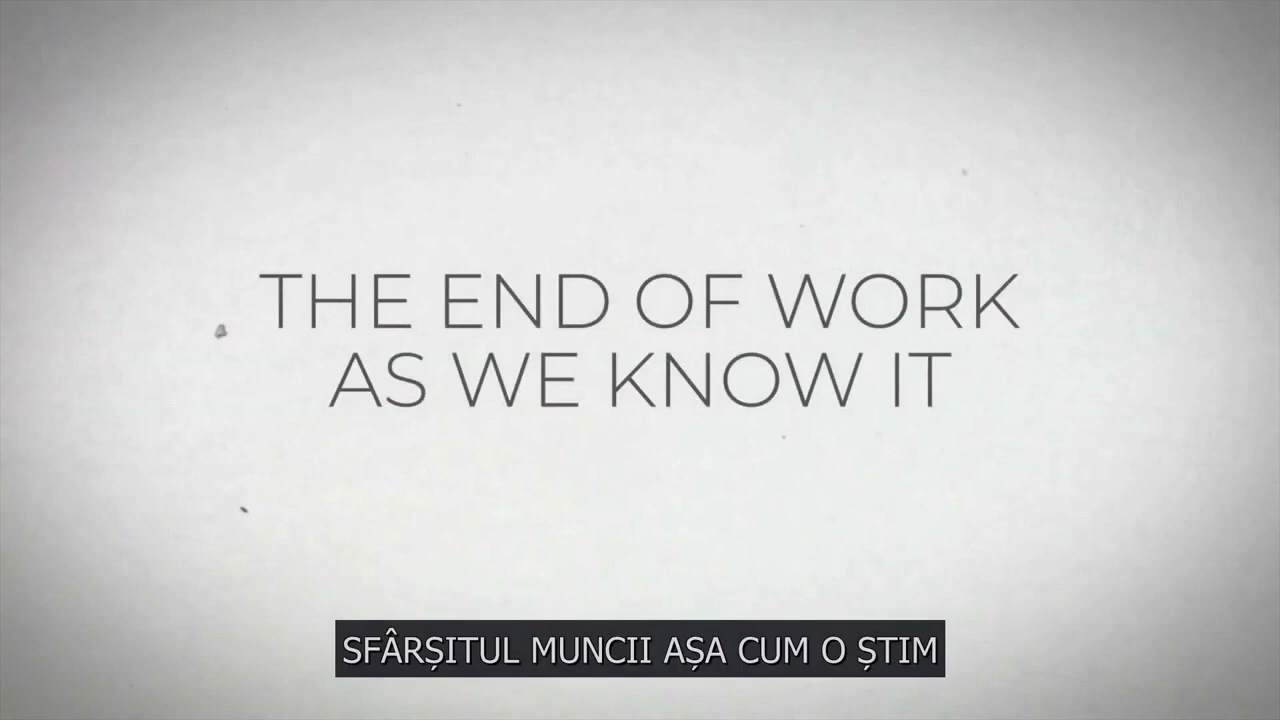 THE END OF WORK
AS WE KNOW IT
SFÂRȘITUL MUNCII AȘA CUM O ȘTIM